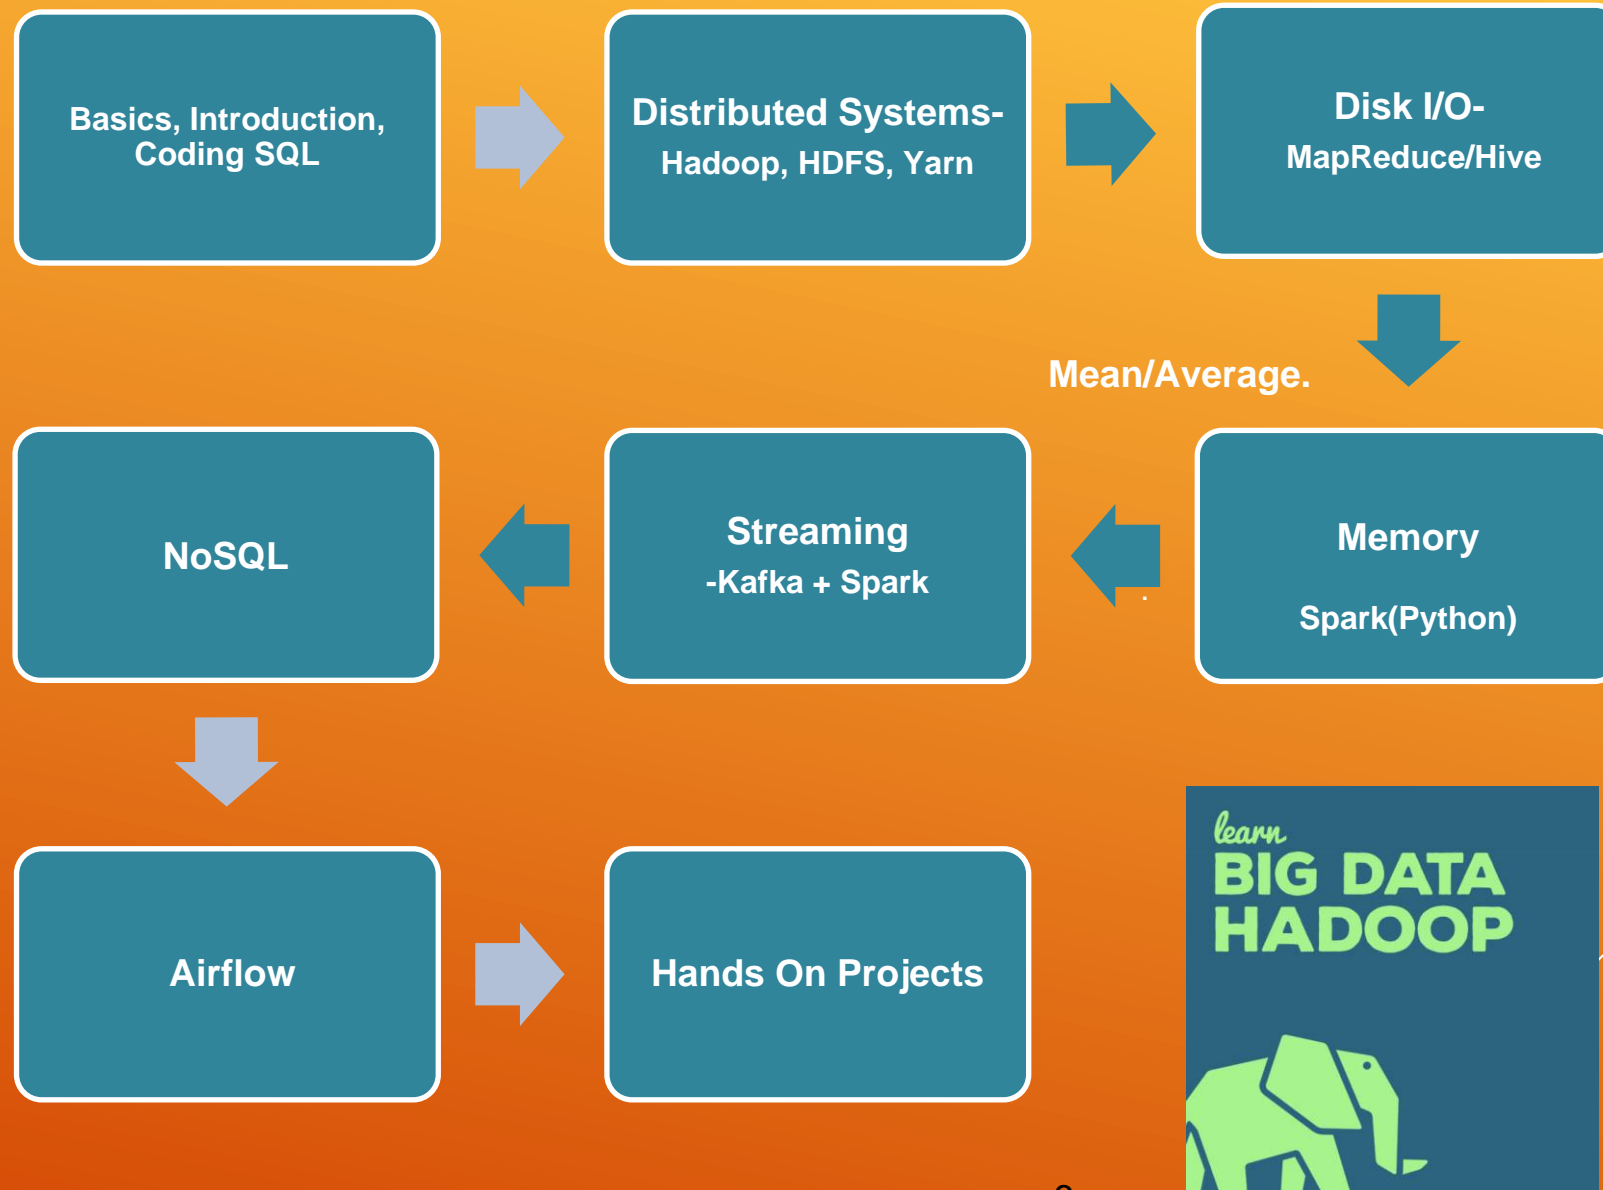 Basics, Introduction,
Coding SQL
Distributed Systems-
Hadoop, HDFS, Yarn
Disk I/O-
MapReduce/Hive
Mean/Average.
Memory
Spark(Python)
.
Streaming
-Kafka + Spark
NoSQL
Airflow
Hands On Projects
learn
BIG DATA
HADOOP